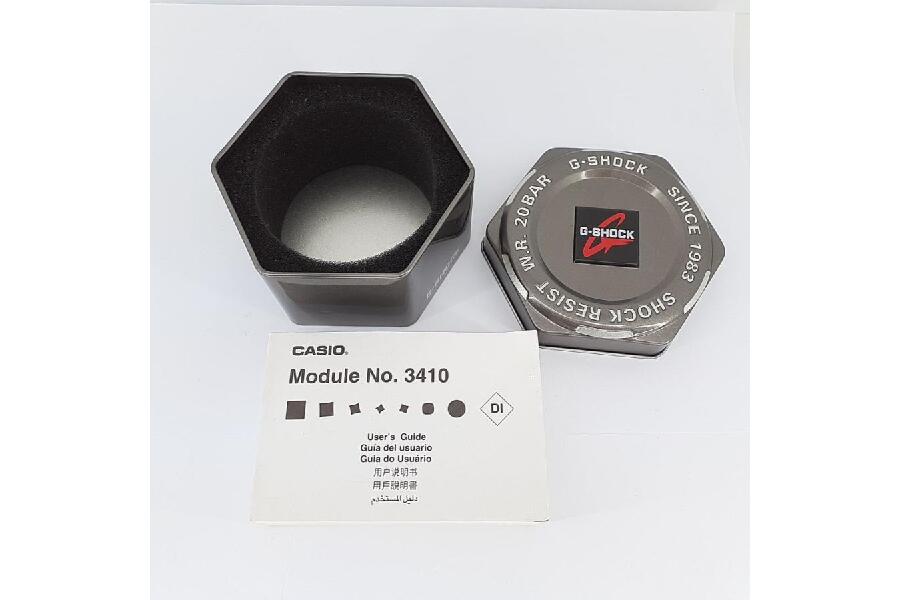 G-SHOCK
SINCE 1983
SHOCK RESIST
W.R. 20BAR
G-SHOCK
CASIO®
Module No. 3410
DI
User's Guide
Guía del usuario
Guia do Usuário
用户说明书
用戶說明書
دليل المستخدم